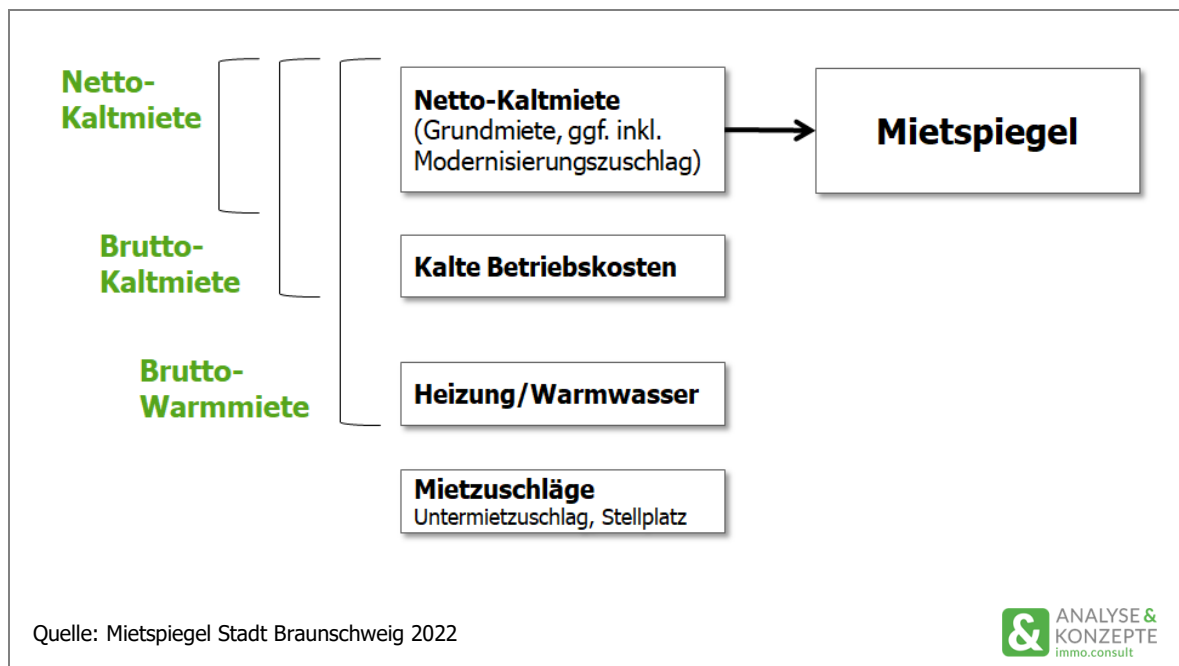 Netto-
Kaltmiete
Brutto-
Kaltmiete
Brutto-
Warmmiete
Netto-Kaltmiete
(Grundmiete, ggf. inkl.
Modernisierungszuschlag)
Mietspiegel
Kalte Betriebskosten
Heizung/Warmwasser
Mietzuschläge
Untermietzuschlag, Stellplatz
Quelle: Mietspiegel Stadt Braunschweig 2022
&
ANALYSE &
KONZEPTE
immo.consult